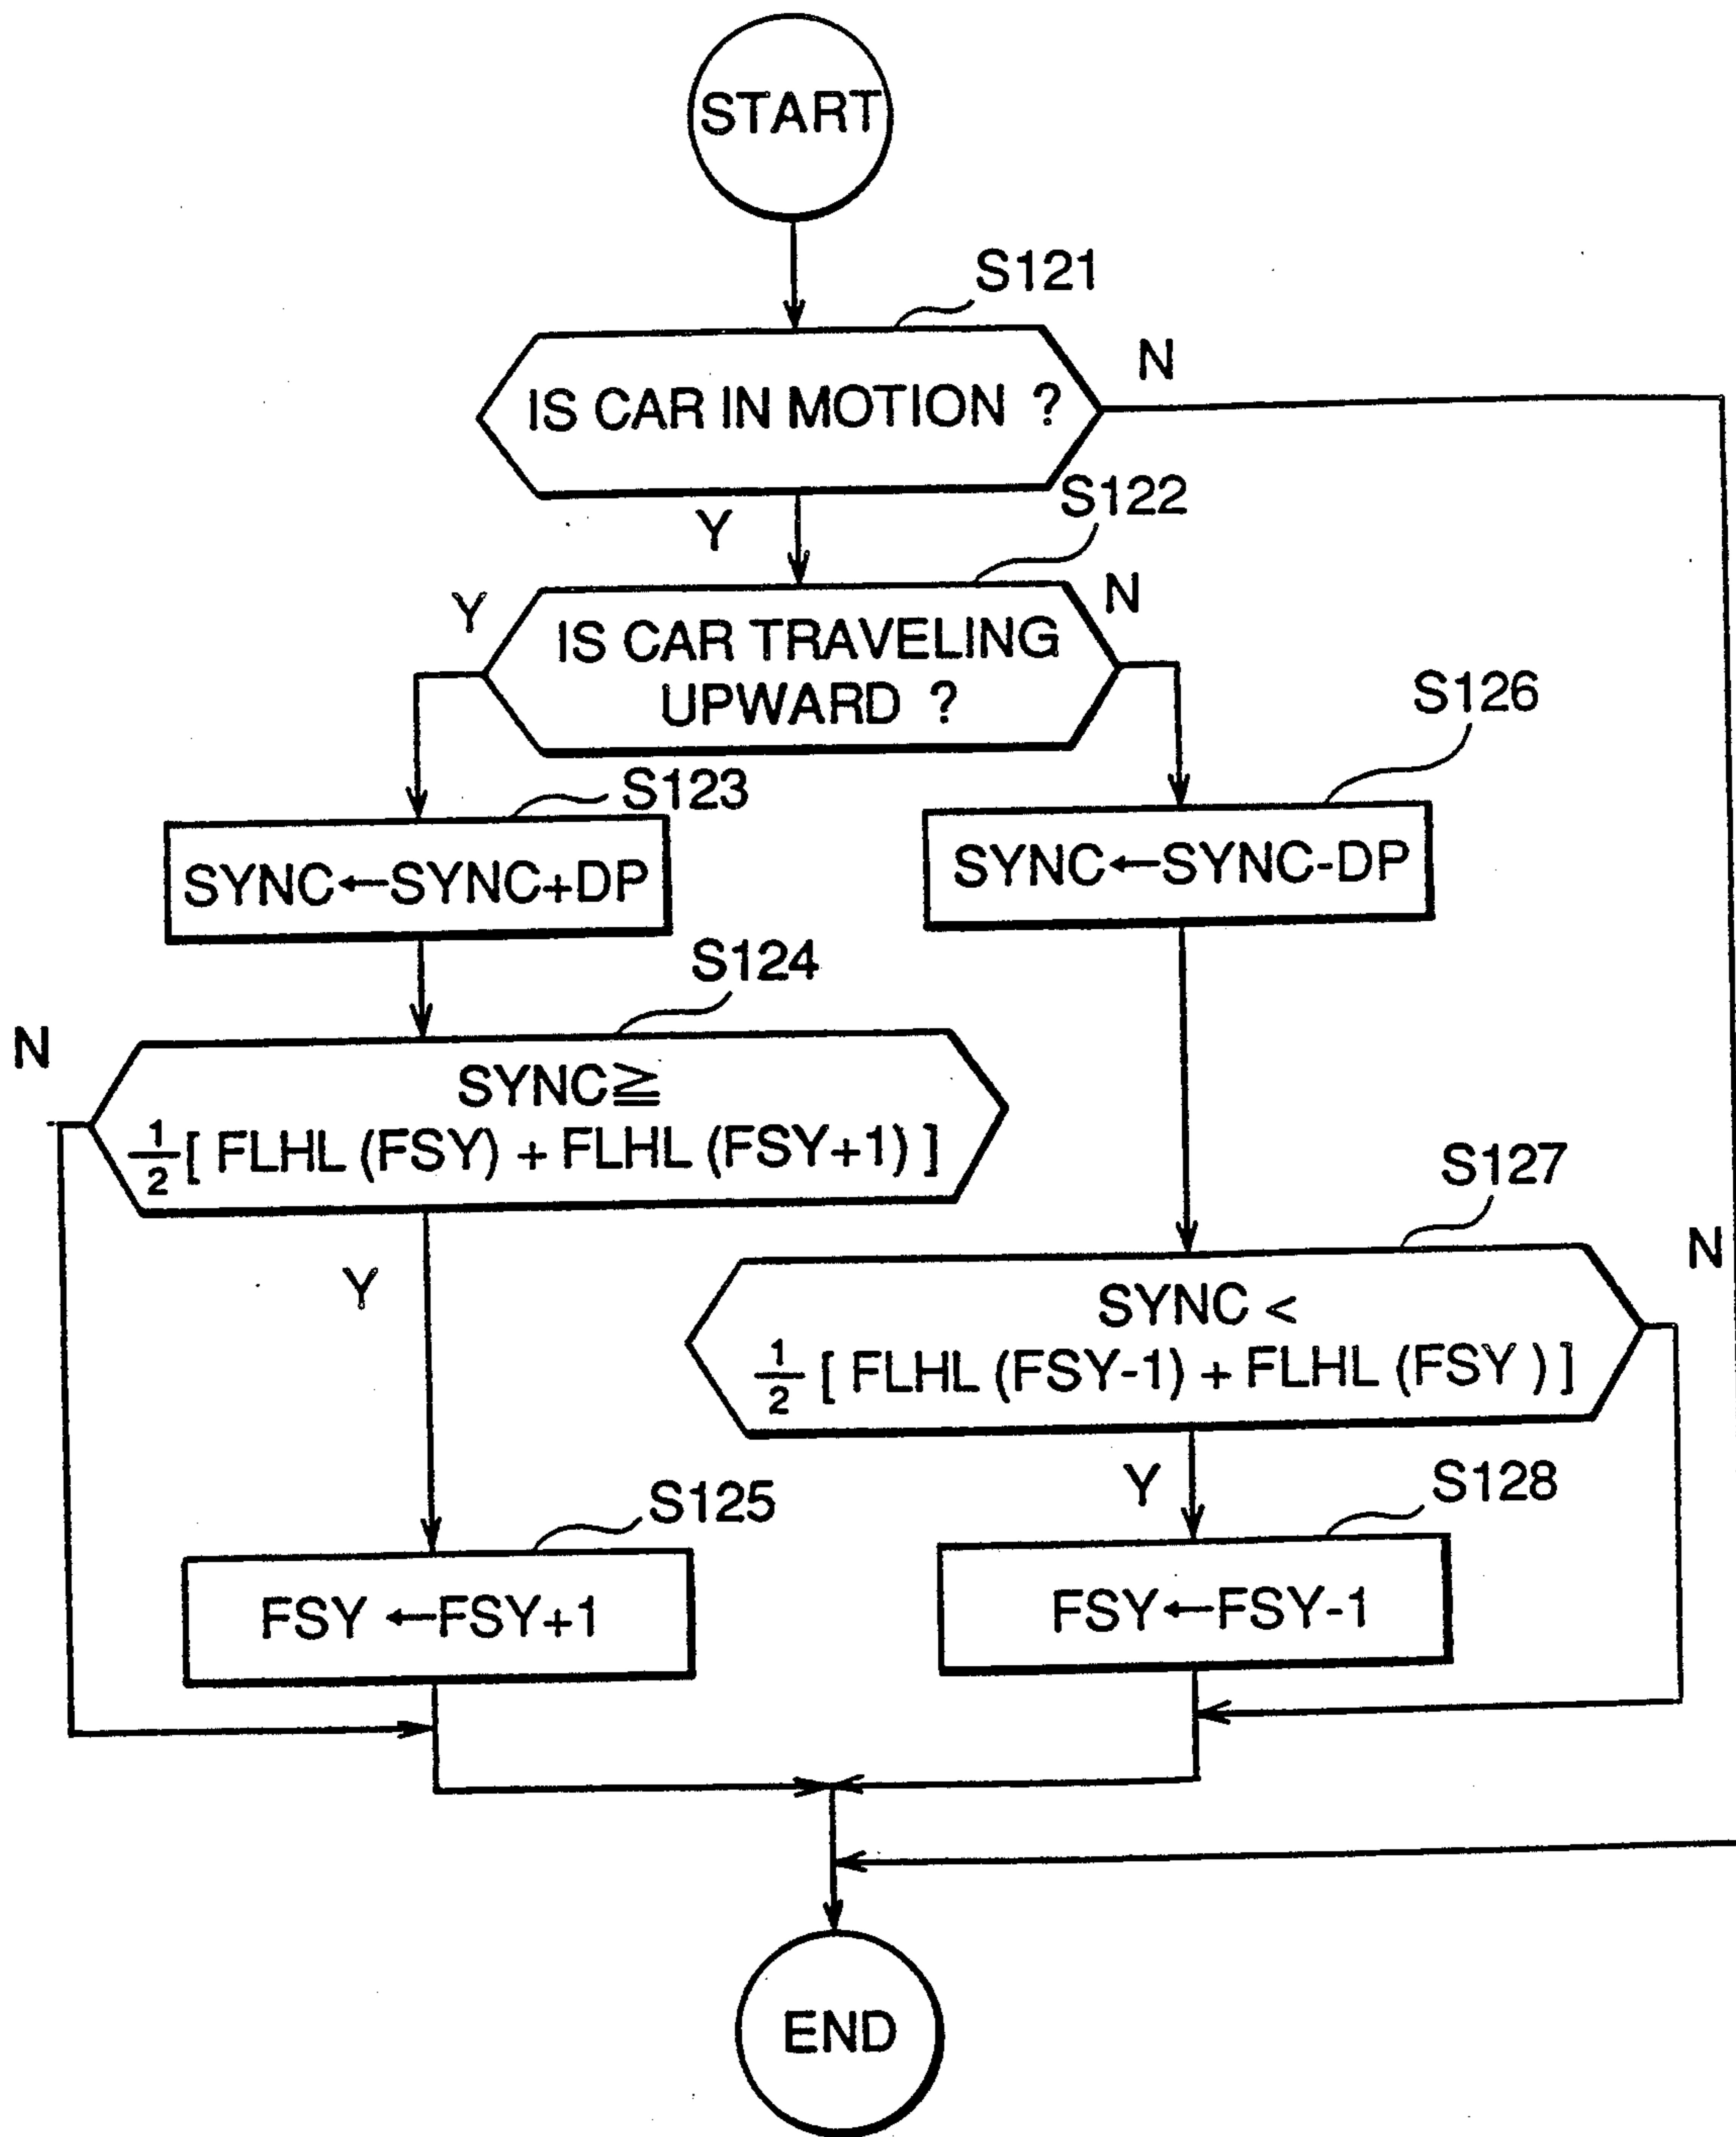 START
S121
IS CAR IN MOTION ?
N
Y
S122
Y
N
IS CAR TRAVELING
UPWARD ?
S123
S126
SYNC←SYNC+DP
SYNC←SYNC-DP
S124
N
SYNC≧
1/2 [ FLHL (FSY) + FLHL (FSY+1) ]
Y
S127
N
SYNC <
1/2 [ FLHL (FSY-1) + FLHL (FSY ) ]
Y
S125
S128
FSY ←FSY+1
FSY←FSY-1
END